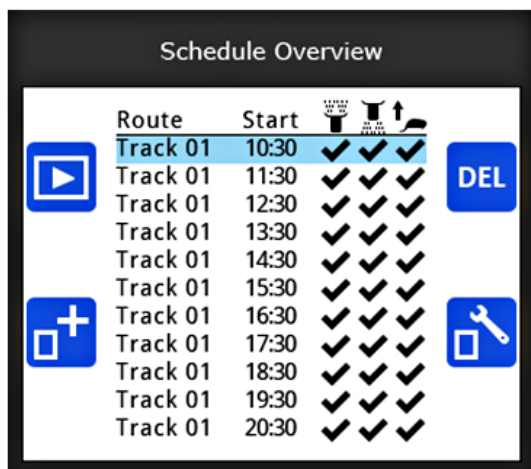 Schedule Overview
Route Start
Track 01 10:30
Track 01 11:30
DEL
Track 01 12:30
Track 01 13:30
Track 01 14:30
Track 01 15:30
Track 01 16:30
Track 01 17:30
Track 01 18:30
Track 01 19:30
Track 01 20:30